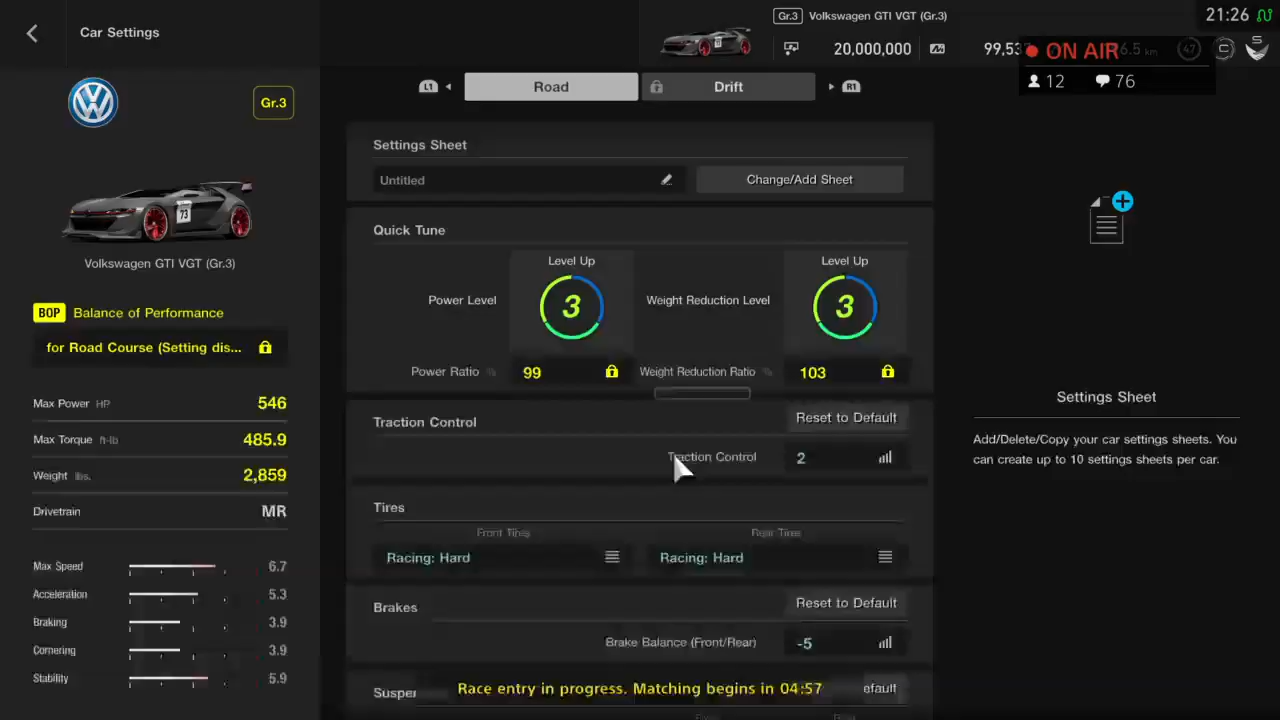 Car Settings
Gr.3 Volkswagen GTI VGT (Gr.3)
20,000,000
21:26
ON AIR
6.5 km
47
S
12 76
Gr.3
73
Volkswagen GTI VGT (Gr.3)
BOP Balance of Performance
for Road Course (Setting dis...
Max Power HP 546
Max Torque ft-lb 485.9
Weight lbs. 2,859
Drivetrain MR
Max Speed 6.7
Acceleration 5.3
Braking 3.9
Cornering 3.9
Stability 5.9
L1 Road Drift R1
Settings Sheet
Untitled Change/Add Sheet
Quick Tune
Level Up Level Up
Power Level 3 Weight Reduction Level 3
Power Ratio % 99 Weight Reduction Ratio % 103
Traction Control Reset to Default
Traction Control 2
Tires
Front Tires Rear Tires
Racing: Hard Racing: Hard
Brakes Reset to Default
Brake Balance (Front/Rear) -5
Race entry in progress. Matching begins in 04:57
Settings Sheet
Add/Delete/Copy your car settings sheets. You
can create up to 10 settings sheets per car.